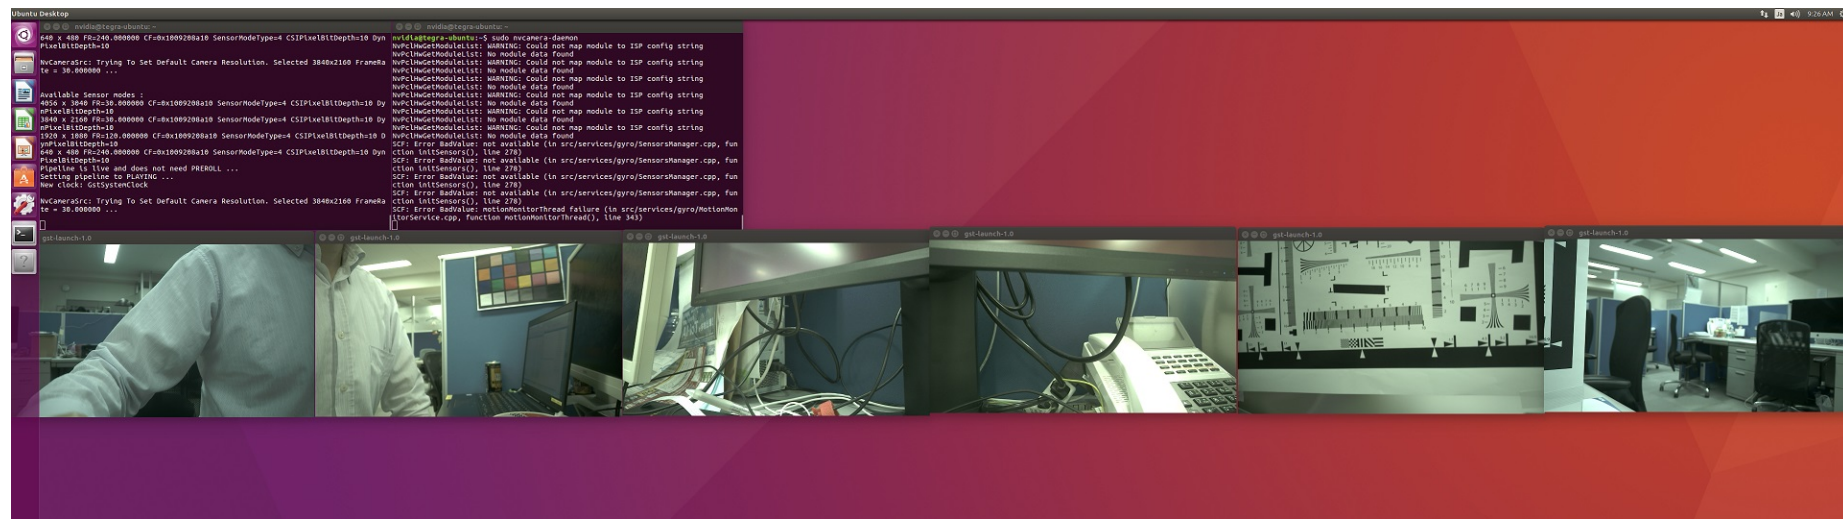 Ubuntu Desktop
Ja
9:26 AM
nvidia@tegra-ubuntu: ~
640 x 480 FR=240.000000 CF=0x1009208a10 SensorModeType=4 CSIPixelBitDepth=10 Dyn
PixelBitDepth=10
NvCameraSrc: Trying To Set Default Camera Resolution. Selected 3840x2160 FrameRa
te = 30.000000 ...
Available Sensor modes :
4056 x 3040 FR=30.000000 CF=0x1009208a10 SensorModeType=4 CSIPixelBitDepth=10 Dy
nPixelBitDepth=10
3840 x 2160 FR=30.000000 CF=0x1009208a10 SensorModeType=4 CSIPixelBitDepth=10 Dy
nPixelBitDepth=10
1920 x 1080 FR=120.000000 CF=0x1009208a10 SensorModeType=4 CSIPixelBitDepth=10 D
ynPixelBitDepth=10
640 x 480 FR=240.000000 CF=0x1009208a10 SensorModeType=4 CSIPixelBitDepth=10 Dyn
PixelBitDepth=10
Pipeline is live and does not need PREROLL ...
Setting pipeline to PLAYING ...
New clock: GstSystemClock
NvCameraSrc: Trying To Set Default Camera Resolution. Selected 3840x2160 FrameRa
te = 30.000000 ...
nvidia@tegra-ubuntu: ~
nvidia@tegra-ubuntu:~$ sudo nvcamera-daemon
NvPclHwGetModuleList: WARNING: Could not map module to ISP config string
NvPclHwGetModuleList: No module data found
NvPclHwGetModuleList: WARNING: Could not map module to ISP config string
NvPclHwGetModuleList: No module data found
NvPclHwGetModuleList: WARNING: Could not map module to ISP config string
NvPclHwGetModuleList: No module data found
NvPclHwGetModuleList: WARNING: Could not map module to ISP config string
NvPclHwGetModuleList: No module data found
NvPclHwGetModuleList: WARNING: Could not map module to ISP config string
NvPclHwGetModuleList: No module data found
NvPclHwGetModuleList: WARNING: Could not map module to ISP config string
NvPclHwGetModuleList: No module data found
SCF: Error BadValue: not available (in src/services/gyro/SensorsManager.cpp, fun
ction initSensors(), line 278)
SCF: Error BadValue: not available (in src/services/gyro/SensorsManager.cpp, fun
ction initSensors(), line 278)
SCF: Error BadValue: not available (in src/services/gyro/SensorsManager.cpp, fun
ction initSensors(), line 278)
SCF: Error BadValue: not available (in src/services/gyro/SensorsManager.cpp, fun
ction initSensors(), line 278)
SCF: Error BadValue: motionMonitorThread failure (in src/services/gyro/MotionMon
itorService.cpp, function motionMonitorThread(), line 343)
gst-launch-1.0
gst-launch-1.0
gst-launch-1.0
gst-launch-1.0
gst-launch-1.0
gst-launch-1.0